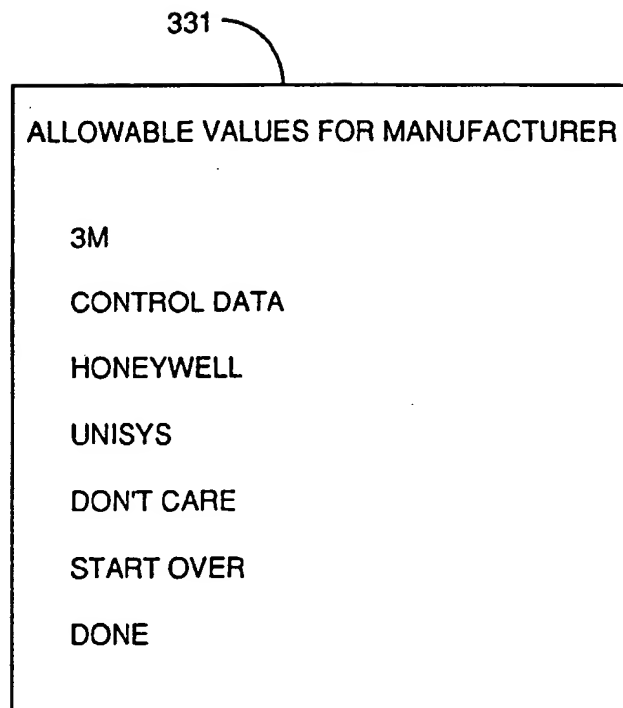 331
ALLOWABLE VALUES FOR MANUFACTURER
3M
CONTROL DATA
HONEYWELL
UNISYS
DON'T CARE
START OVER
DONE